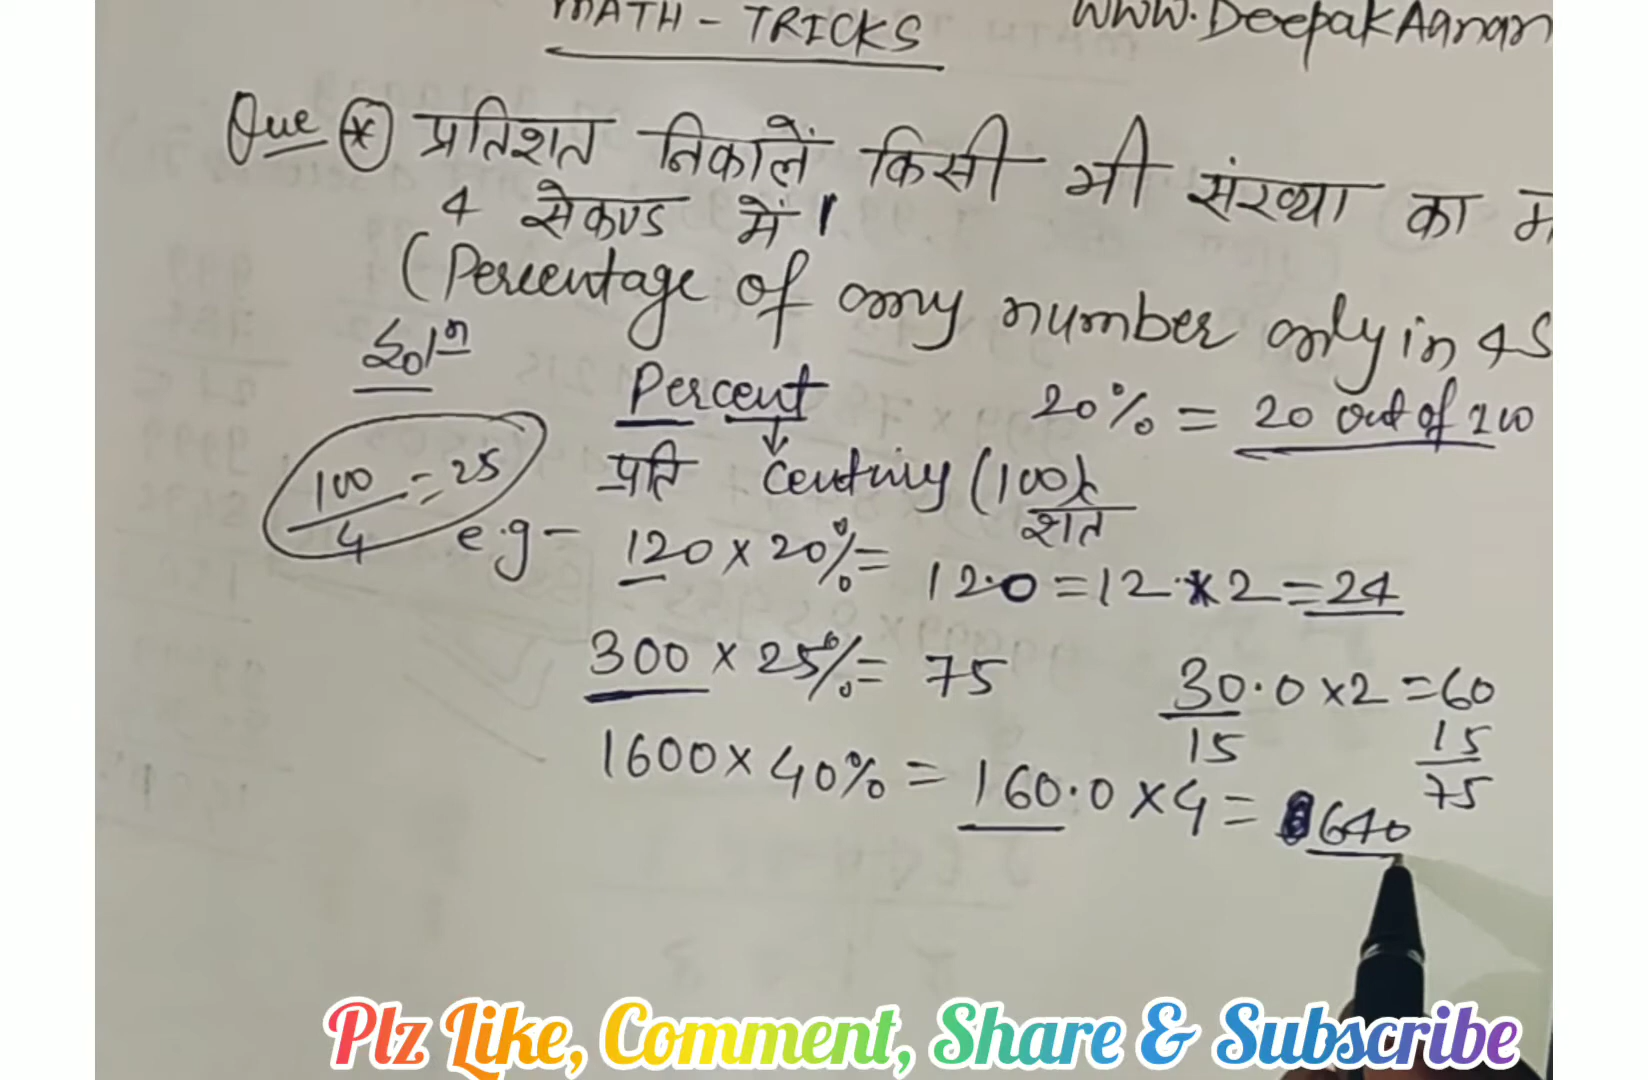 MATH - TRICKS
www.DeepakAanan
Que * प्रतिशत निकालें किसी भी संख्या का
4 सेकण्ड में।
(Percentage of any number only in 4S
Solⁿ
Percent
20% = 20 out of 100
प्रति Century (100)
शत
100/4 = 25
e.g - 120 × 20% = 12.0 = 12 × 2 = 24
300 × 25% = 75
30.0 × 2 = 60
15 15
75
1600 × 40% = 160.0 × 4 = 640
Plz Like, Comment, Share & Subscribe